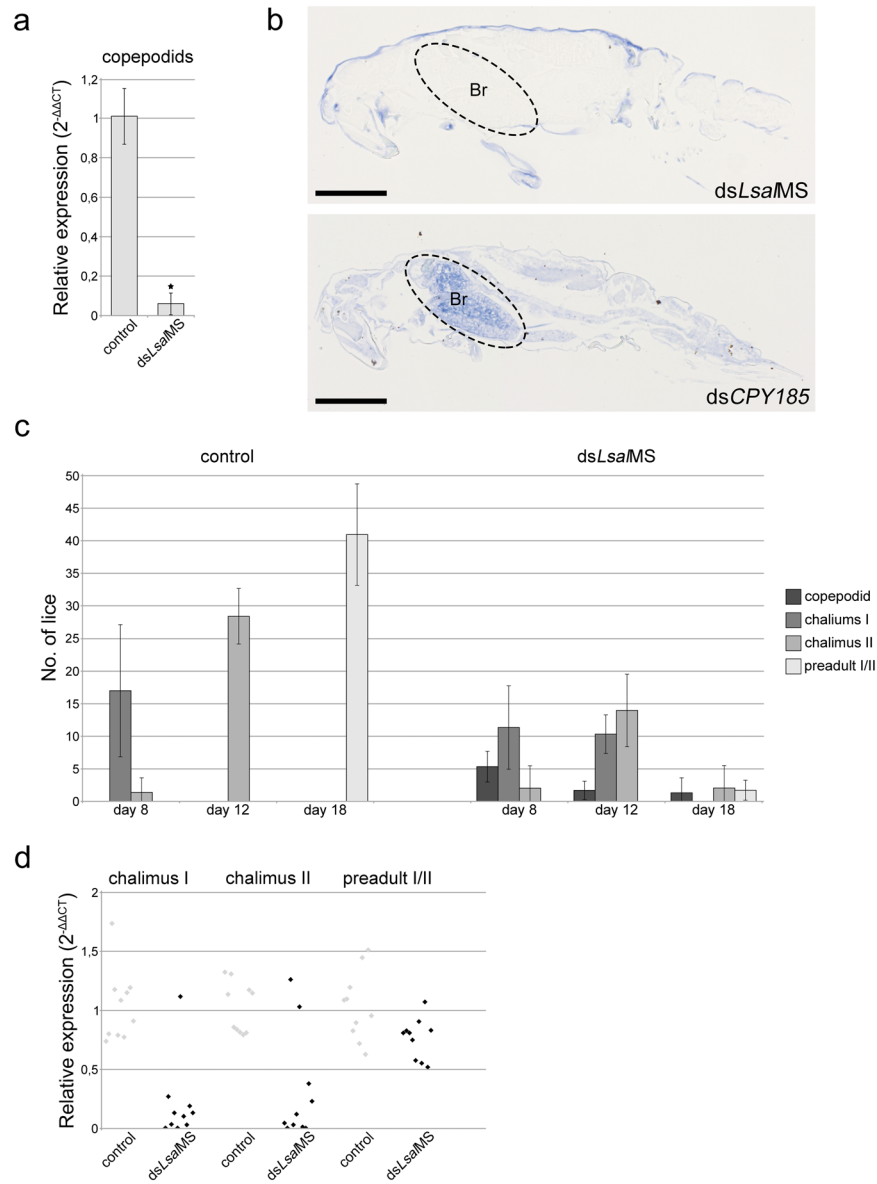 a
copepodids
Relative expression (2-ΔΔCT)
1,2
1
0,8
0,6
0,4
0,2
0
control
dsLsalMS
b
Br
dsLsalMS
Br
dsCPY185
c
control
dsLsalMS
No. of lice
50
45
40
35
30
25
20
15
10
5
0
day 8
day 12
day 18
day 8
day 12
day 18
copepodid
chaliums I
chalimus II
preadult I/II
d
chalimus I
chalimus II
preadult I/II
Relative expression (2-ΔΔCT)
2
1,5
1
0,5
0
control
dsLsalMS
control
dsLsalMS
control
dsLsalMS